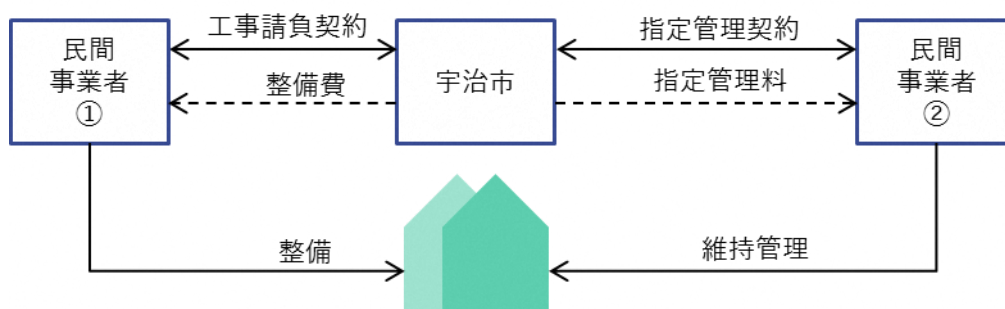 民間
事業者
①
工事請負契約
整備費
宇治市
指定管理契約
指定管理料
民間
事業者
②
整備
維持管理